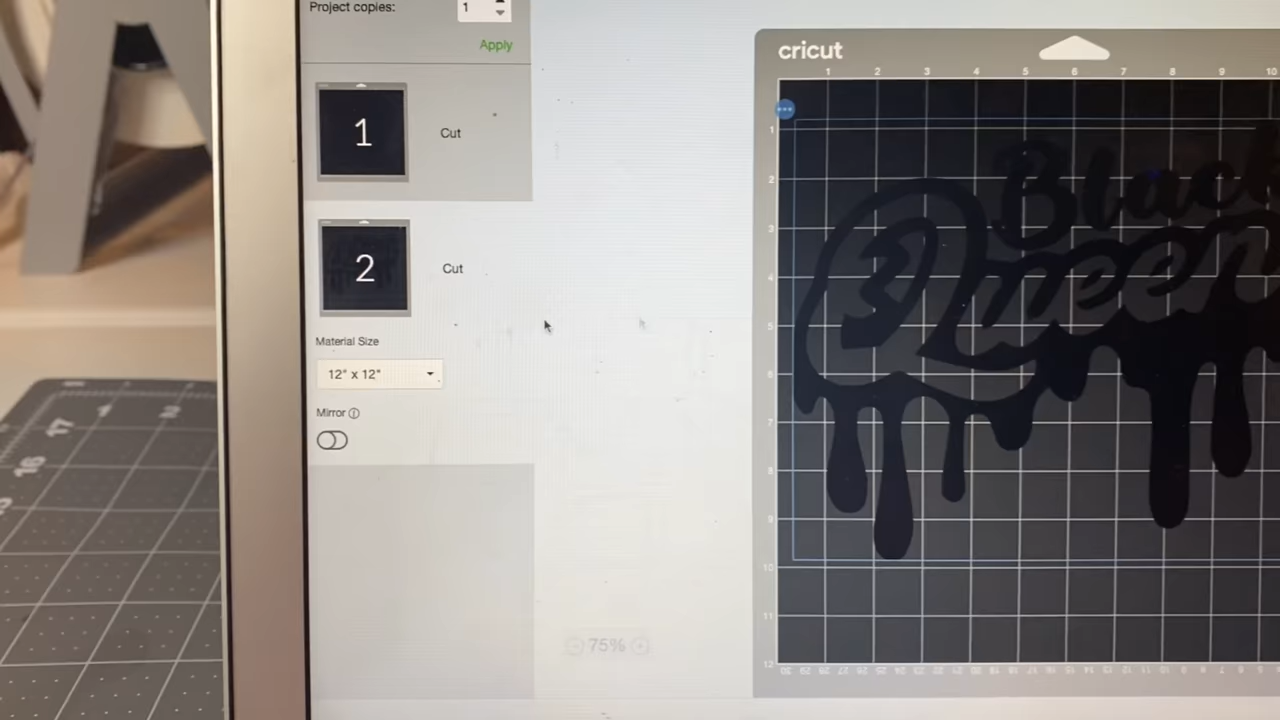 Project copies:
1
Apply
cricut
1 2 3 4 5 6 7 8 9 10
1
Cut
2
Cut
Material Size
12" x 12"
Mirror
75%
1
2
3
4
5
6
7
8
9
10
11
12
Black
Queen
17
16